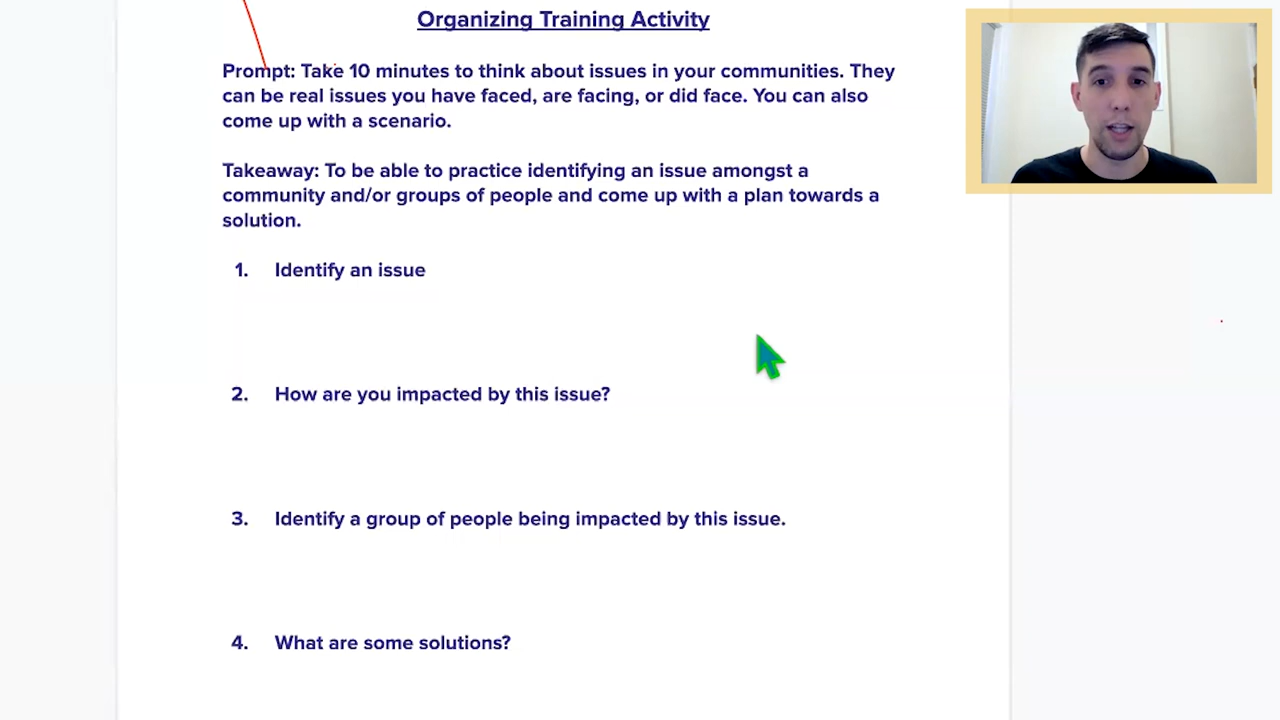 Organizing Training Activity
Prompt: Take 10 minutes to think about issues in your communities. They
can be real issues you have faced, are facing, or did face. You can also
come up with a scenario.
Takeaway: To be able to practice identifying an issue amongst a
community and/or groups of people and come up with a plan towards a
solution.
1. Identify an issue
2. How are you impacted by this issue?
3. Identify a group of people being impacted by this issue.
4. What are some solutions?